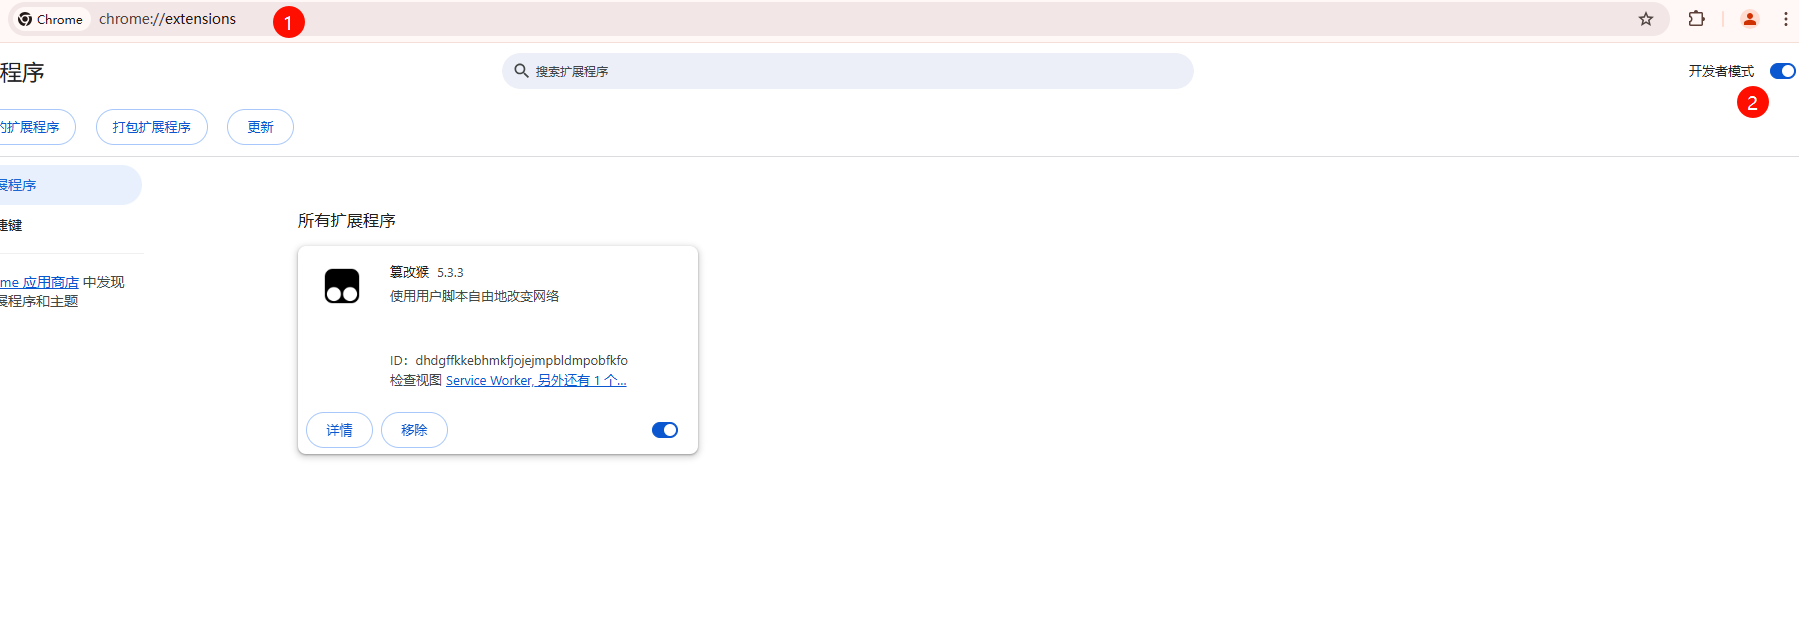 Chrome chrome://extensions 1
程序
搜索扩展程序
开发者模式
2
的扩展程序
打包扩展程序
更新
展程序
捷键
me 应用商店 中发现
展程序和主题
所有扩展程序
篡改猴 5.3.3
使用用户脚本自由地改变网络
ID：dhdgffkkebhmkfjojejmpbldmpobfkfo
检查视图 Service Worker, 另外还有 1 个...
详情
移除